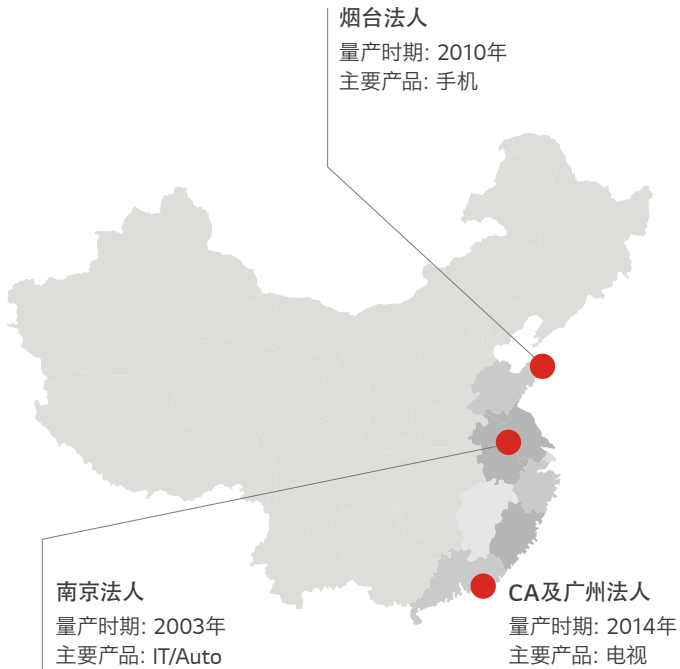 烟台法人
量产时期: 2010年
主要产品: 手机
南京法人
量产时期: 2003年
主要产品: IT/Auto
CA及广州法人
量产时期: 2014年
主要产品: 电视